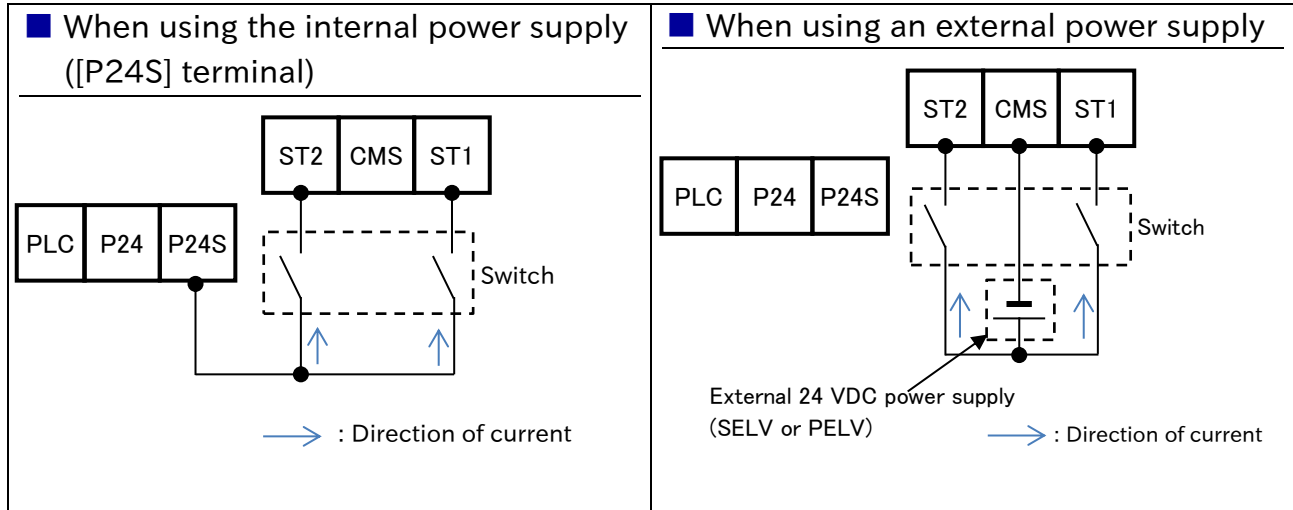 ■ When using the internal power supply
([P24S] terminal)
ST2 CMS ST1
PLC P24 P24S
Switch
: Direction of current
■ When using an external power supply
ST2 CMS ST1
PLC P24 P24S
Switch
External 24 VDC power supply
(SELV or PELV)
: Direction of current